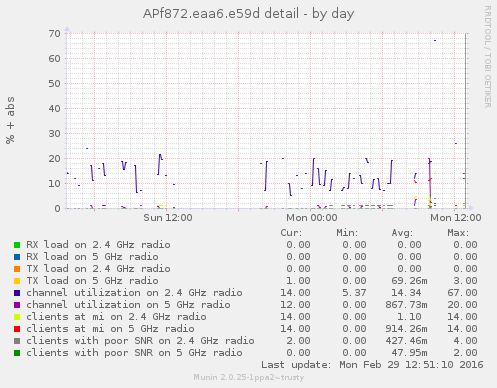 APf872.eaa6.e59d detail - by day
RRDTOOL / TOBI OETIKER
% + abs
70
60
50
40
30
20
10
0
Sun 12:00 Mon 00:00 Mon 12:00
Cur: Min: Avg: Max:
RX load on 2.4 GHz radio 0.00 0.00 0.00 0.00
RX load on 5 GHz radio 0.00 0.00 0.00 0.00
TX load on 2.4 GHz radio 0.00 0.00 0.00 0.00
TX load on 5 GHz radio 1.00 0.00 69.26m 3.00
channel utilization on 2.4 GHz radio 14.00 5.37 14.34 67.00
channel utilization on 5 GHz radio 12.00 0.00 867.73m 20.00
clients at mi on 2.4 GHz radio 14.00 0.00 1.10 14.00
clients at mi on 5 GHz radio 14.00 0.00 914.26m 14.00
clients with poor SNR on 2.4 GHz radio 2.00 0.00 427.46m 4.00
clients with poor SNR on 5 GHz radio 0.00 0.00 47.95m 2.00
Last update: Mon Feb 29 12:51:10 2016
Munin 2.0.25-1ppa2~trusty